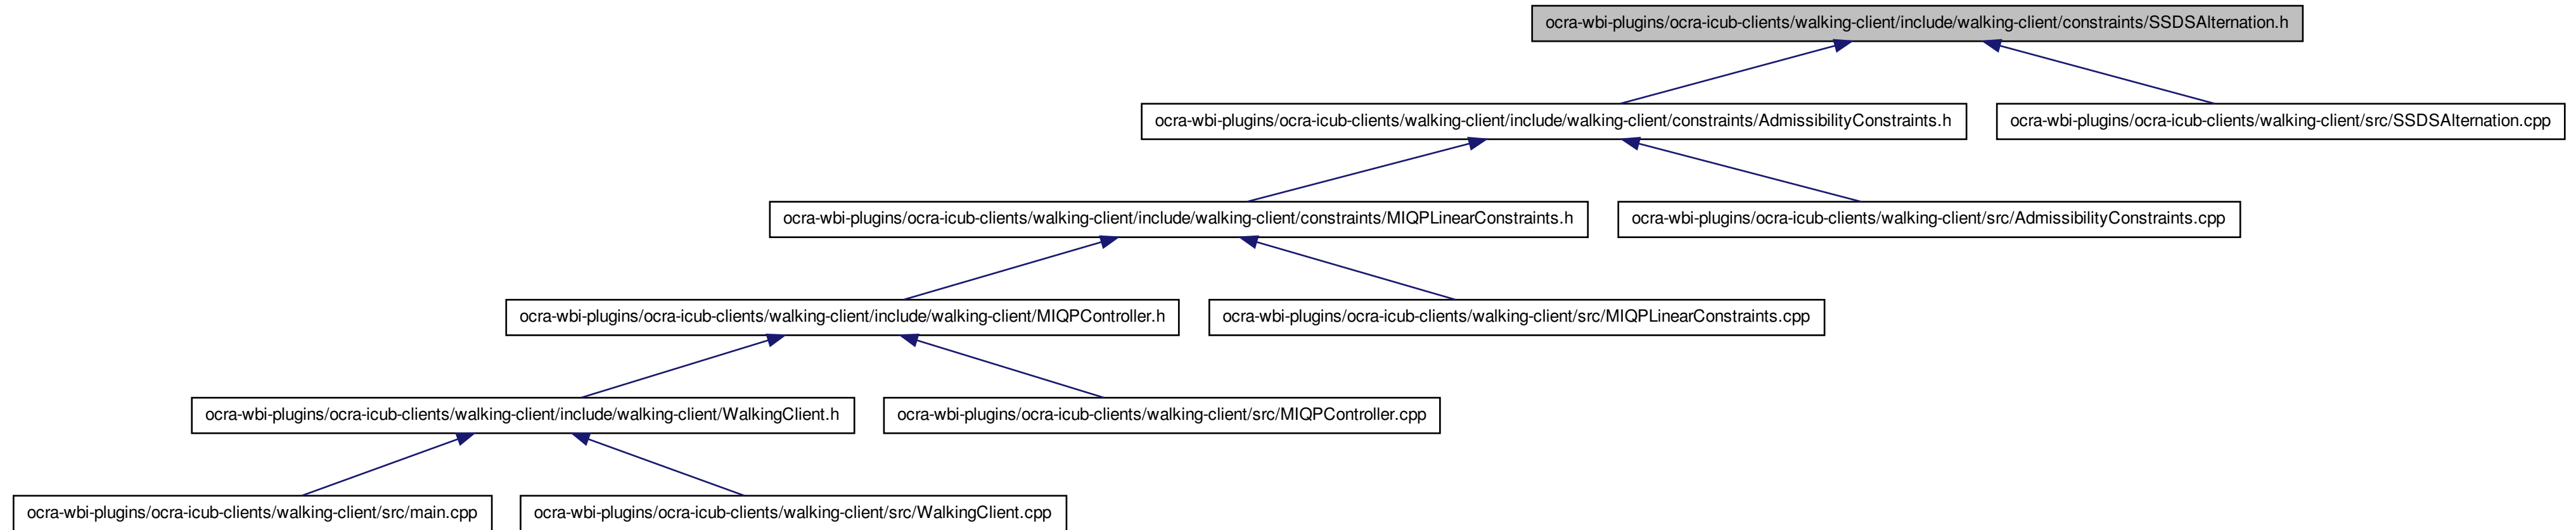 ocra-wbi-plugins/ocra-icub-clients/walking-client/include/walking-client/constraints/SSDSAlternation.h
ocra-wbi-plugins/ocra-icub-clients/walking-client/include/walking-client/constraints/AdmissibilityConstraints.h
ocra-wbi-plugins/ocra-icub-clients/walking-client/src/SSDSAlternation.cpp
ocra-wbi-plugins/ocra-icub-clients/walking-client/include/walking-client/constraints/MIQPLinearConstraints.h
ocra-wbi-plugins/ocra-icub-clients/walking-client/src/AdmissibilityConstraints.cpp
ocra-wbi-plugins/ocra-icub-clients/walking-client/include/walking-client/MIQPController.h
ocra-wbi-plugins/ocra-icub-clients/walking-client/src/MIQPLinearConstraints.cpp
ocra-wbi-plugins/ocra-icub-clients/walking-client/include/walking-client/WalkingClient.h
ocra-wbi-plugins/ocra-icub-clients/walking-client/src/MIQPController.cpp
ocra-wbi-plugins/ocra-icub-clients/walking-client/src/main.cpp
ocra-wbi-plugins/ocra-icub-clients/walking-client/src/WalkingClient.cpp